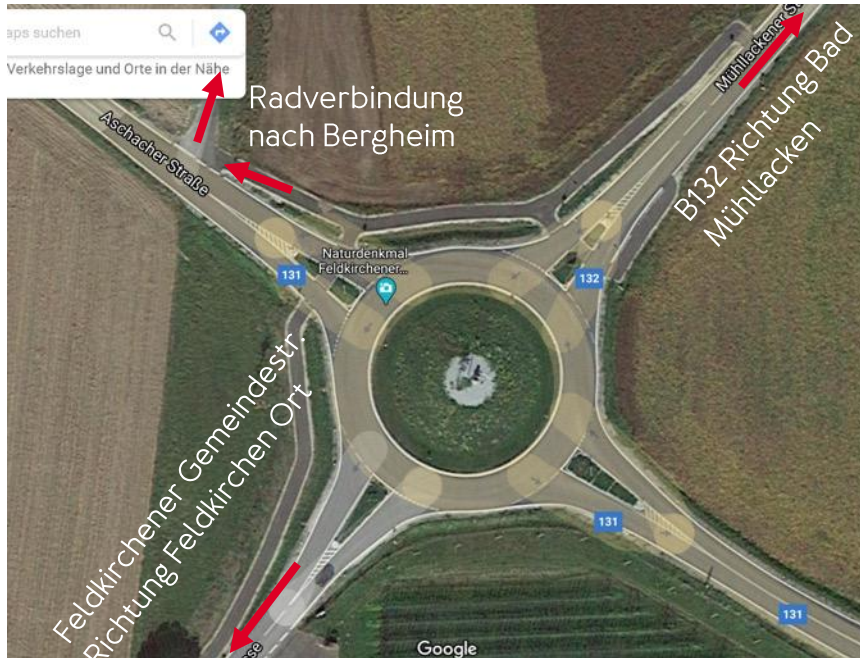 aps suchen
Verkehrslage und Orte in der Nähe
Radverbindung
nach Bergheim
Aschacher Straße
Mühllackener
B132 Richtung Bad
Mühllacken
Naturdenkmal
Feldkirchener...
131
132
Feldkirchener Gemeindestr.
Richtung Feldkirchen Ort
131
131
Google